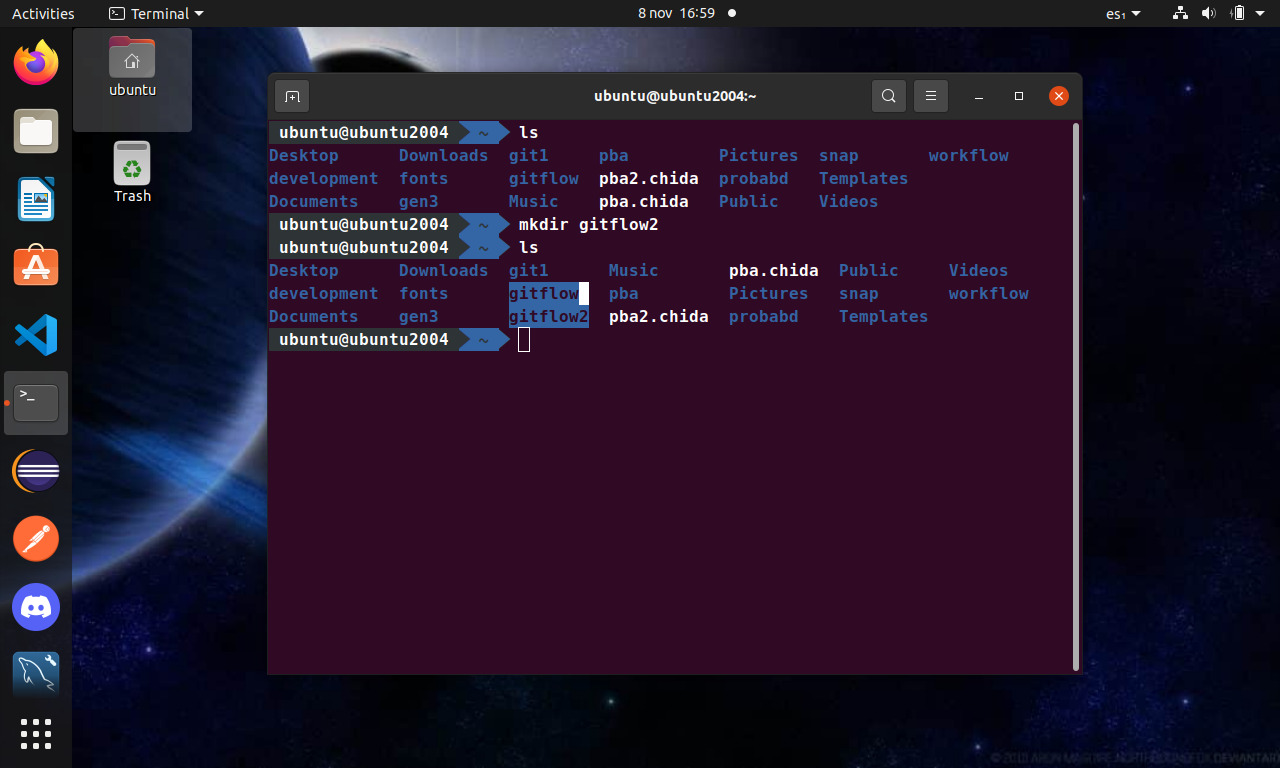 Activities Terminal 8 nov 16:59 es₁
ubuntu
Trash
ubuntu@ubuntu2004:~
ubuntu@ubuntu2004 ~ ls
Desktop Downloads git1 pba Pictures snap workflow
development fonts gitflow pba2.chida probabd Templates
Documents gen3 Music pba.chida Public Videos
ubuntu@ubuntu2004 ~ mkdir gitflow2
ubuntu@ubuntu2004 ~ ls
Desktop Downloads git1 Music pba.chida Public Videos
development fonts gitflow pba Pictures snap workflow
Documents gen3 gitflow2 pba2.chida probabd Templates
ubuntu@ubuntu2004 ~